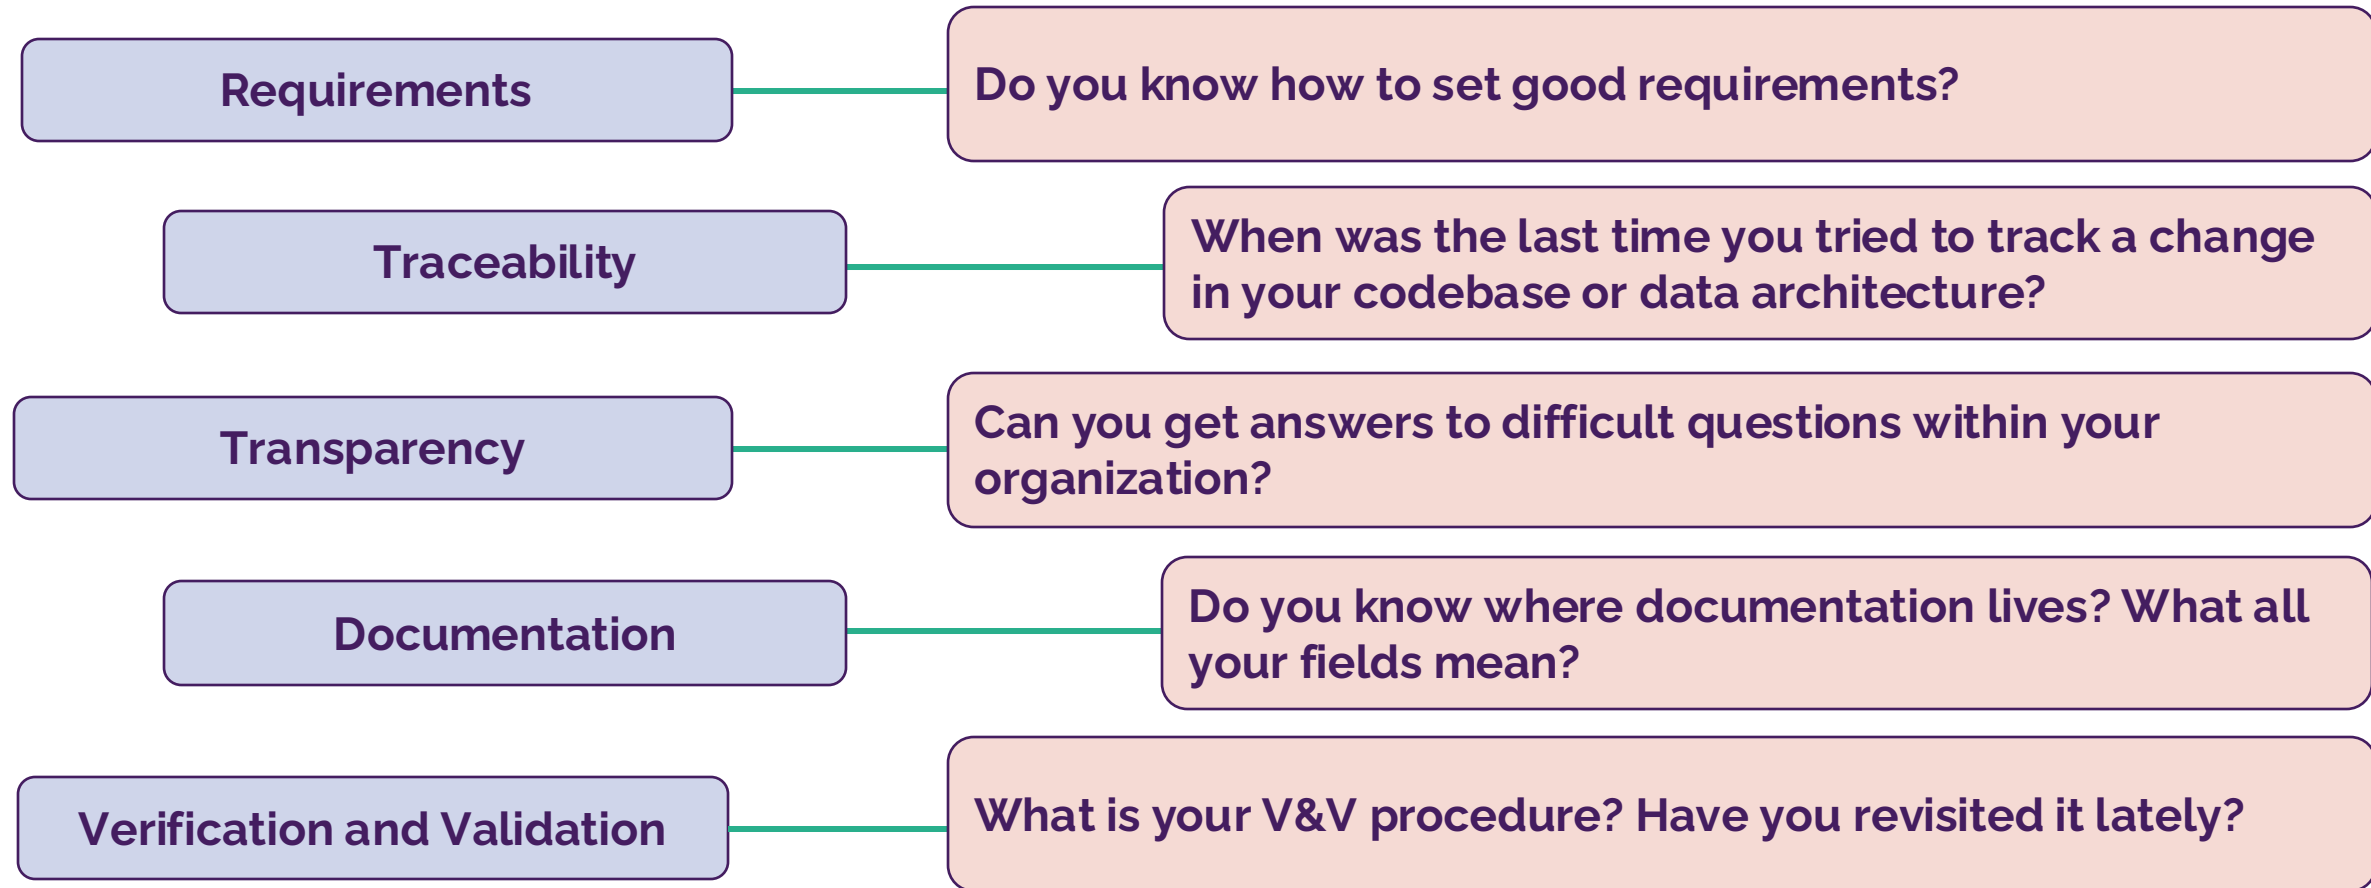 Requirements
Do you know how to set good requirements?
Traceability
When was the last time you tried to track a change
in your codebase or data architecture?
Transparency
Can you get answers to difficult questions within your
organization?
Documentation
Do you know where documentation lives? What all
your fields mean?
Verification and Validation
What is your V&V procedure? Have you revisited it lately?